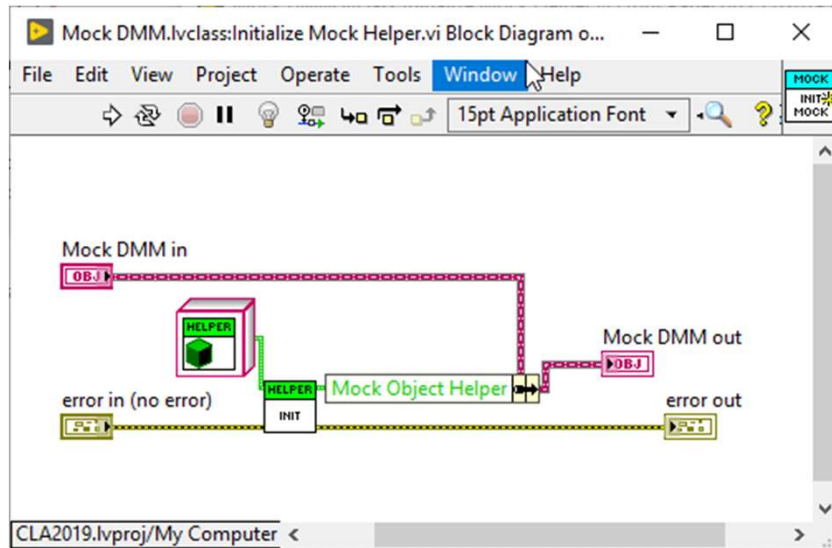 Mock DMM.lvclass:Initialize Mock Helper.vi Block Diagram o...
File Edit View Project Operate Tools Window Help
MOCK
INIT
MOCK
15pt Application Font
?
Mock DMM in
OBJ
HELPER
Mock DMM out
OBJ
HELPER
Mock Object Helper
error in (no error)
INIT
error out
CLA2019.lvproj/My Computer